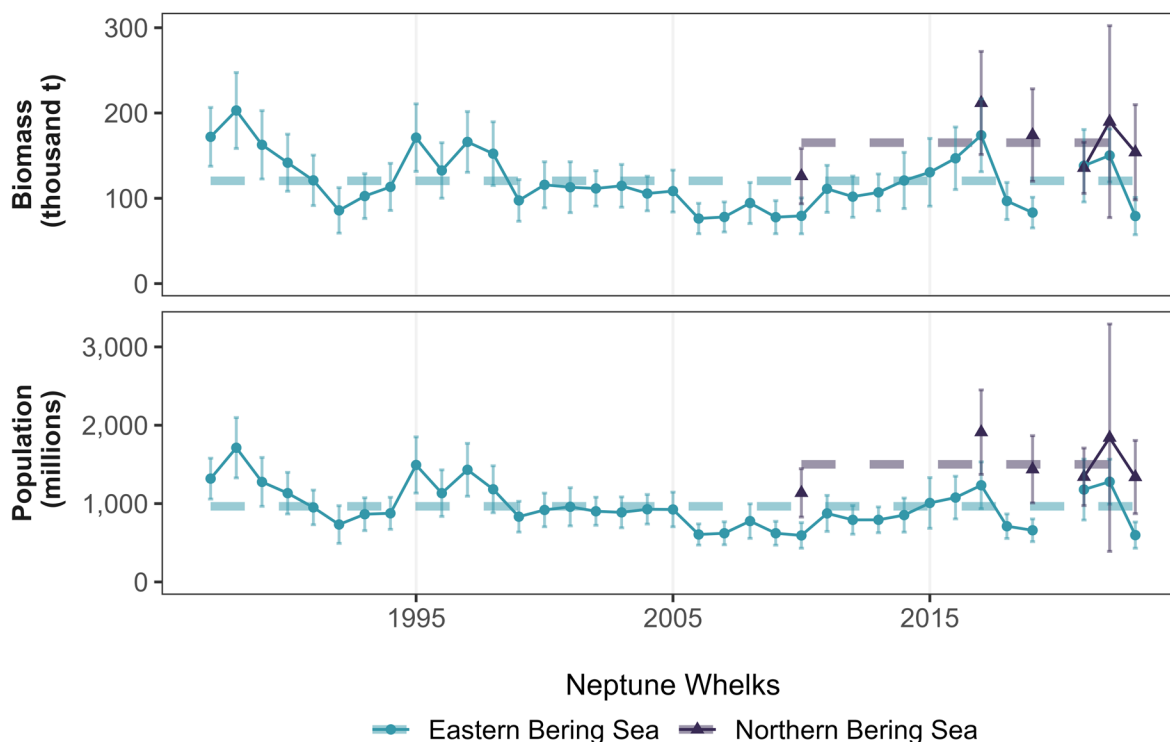 Biomass
(thousand t)
300
200
100
0
Population
(millions)
3,000
2,000
1,000
0
1995
2005
2015
Neptune Whelks
Eastern Bering Sea
Northern Bering Sea